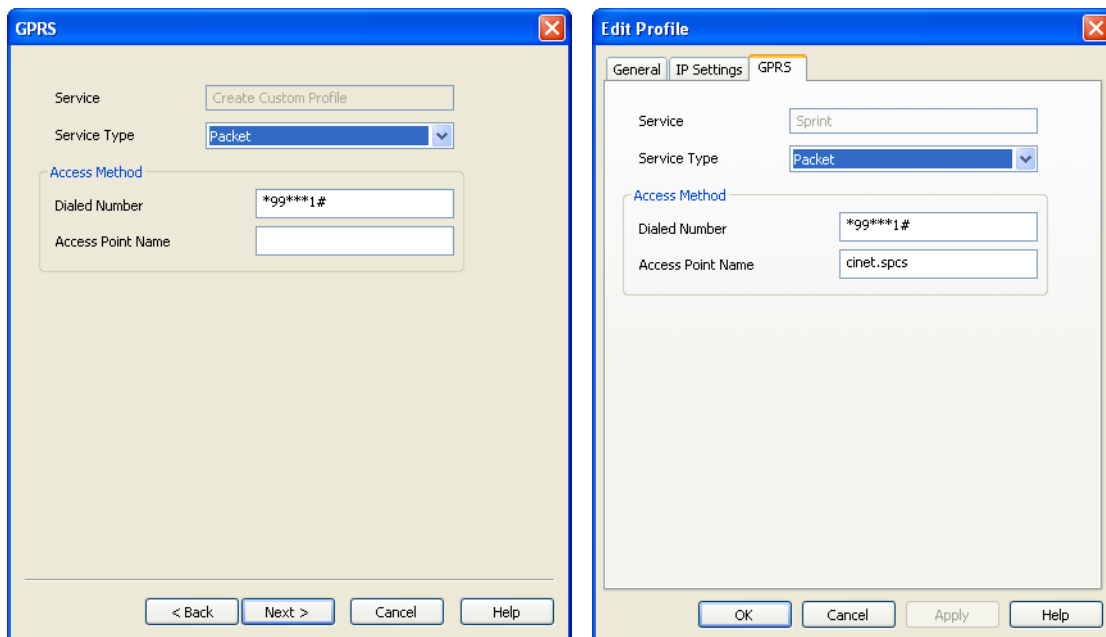 GPRS
Service
Create Custom Profile
Service Type
Packet
Access Method
Dialed Number
*99***1#
Access Point Name
< Back
Next >
Cancel
Help
Edit Profile
General
IP Settings
GPRS
Service
Sprint
Service Type
Packet
Access Method
Dialed Number
*99***1#
Access Point Name
cinet.spcs
OK
Cancel
Apply
Help